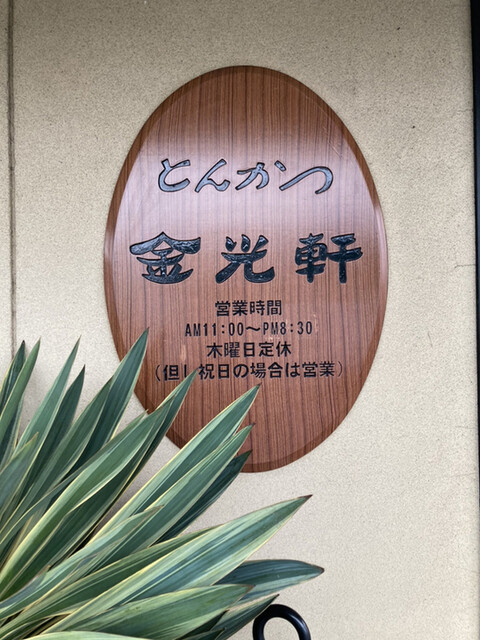 とんかつ
金光軒
営業時間
AM11:00～PM8:30
木曜日定休
(但し祝日の場合は営業)